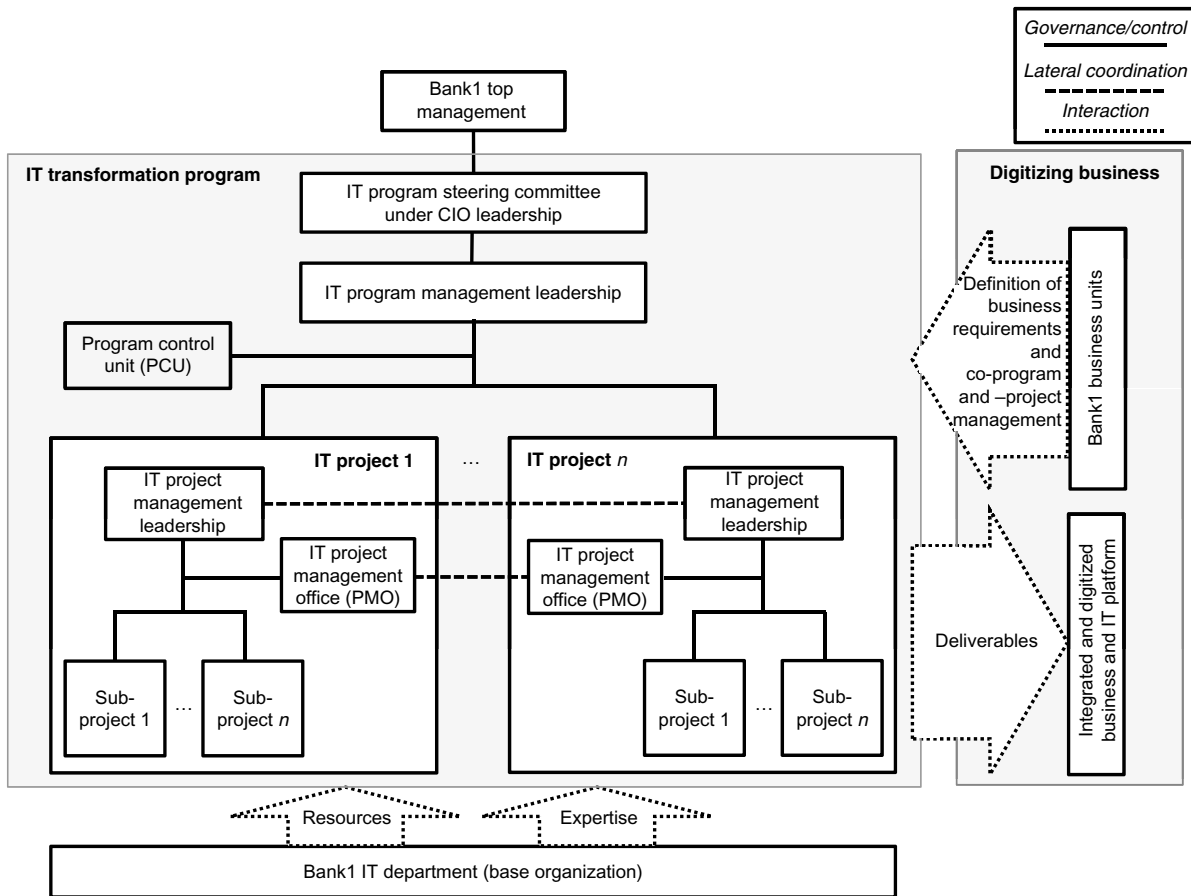 Governance/control
Lateral coordination
Interaction
Bank1 top
management
IT transformation program
IT program steering committee
under CIO leadership
IT program management leadership
Program control
unit (PCU)
IT project 1
...
IT project n
IT project
management
leadership
IT project
management
leadership
IT project
management
office (PMO)
IT project
management
office (PMO)
Sub-
project 1
...
Sub-
project n
Sub-
project 1
...
Sub-
project n
Digitizing business
Definition of
business
requirements
and
co-program
and –project
management
Bank1 business units
Deliverables
Integrated and digitized
business and IT platform
Resources
Expertise
Bank1 IT department (base organization)